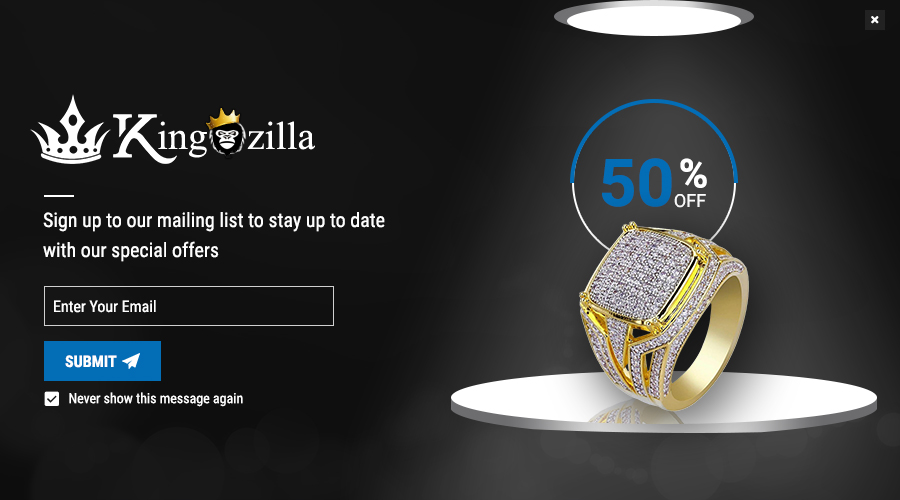 Kingzilla
Sign up to our mailing list to stay up to date
with our special offers
Enter Your Email
SUBMIT
Never show this message again
50%
OFF